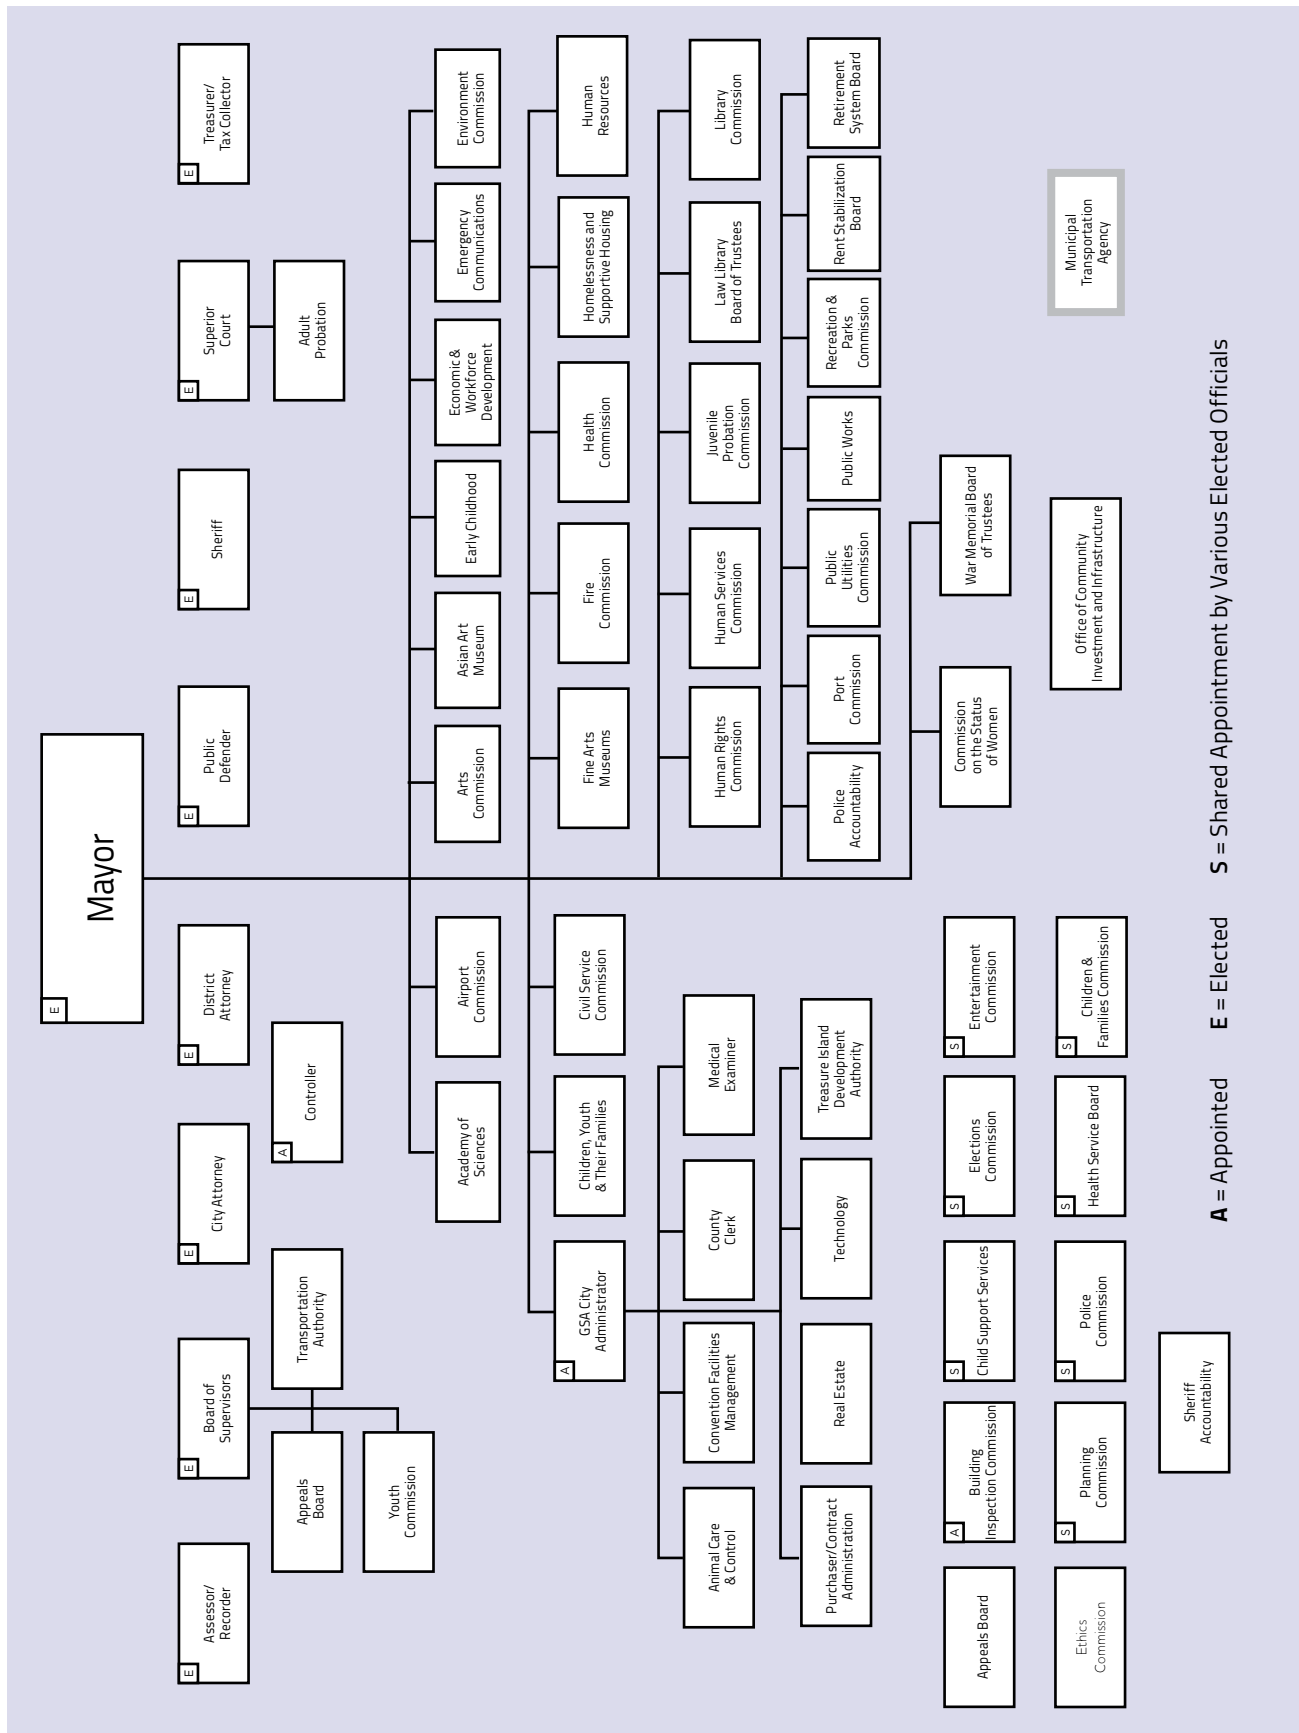 E
Mayor
E
Assessor/
Recorder
E
Board of
Supervisors
E
City Attorney
E
District
Attorney
E
Public
Defender
E
Sheriff
E
Superior
Court
E
Treasurer/
Tax Collector
Appeals
Board
Transportation
Authority
A
Controller
Adult
Probation
Youth
Commission
Academy of
Sciences
Airport
Commission
Arts
Commission
Asian Art
Museum
Early Childhood
Economic &
Workforce
Development
Emergency
Communications
Environment
Commission
A
GSA City
Administrator
Children, Youth
& Their Families
Civil Service
Commission
Fine Arts
Museums
Fire
Commission
Health
Commission
Homelessness and
Supportive Housing
Human
Resources
Animal Care
& Control
Convention Facilities
Management
County
Clerk
Medical
Examiner
Human Rights
Commission
Human Services
Commission
Juvenile
Probation
Commission
Law Library
Board of Trustees
Library
Commission
Purchaser/Contract
Administration
Real Estate
Technology
Treasure Island
Development
Authority
Police
Accountability
Port
Commission
Public
Utilities
Commission
Public Works
Recreation &
Parks
Commission
Rent Stabilization
Board
Retirement
System Board
Appeals Board
A
Building
Inspection Commission
S
Child Support Services
S
Elections
Commission
S
Entertainment
Commission
Commission
on the Status
of Women
War Memorial Board
of Trustees
Ethics
Commission
S
Planning
Commission
S
Police
Commission
S
Health Service Board
S
Children &
Families Commission
Office of Community
Investment and Infrastructure
Municipal
Transportation
Agency
Sheriff
Accountability
A = Appointed E = Elected S = Shared Appointment by Various Elected Officials